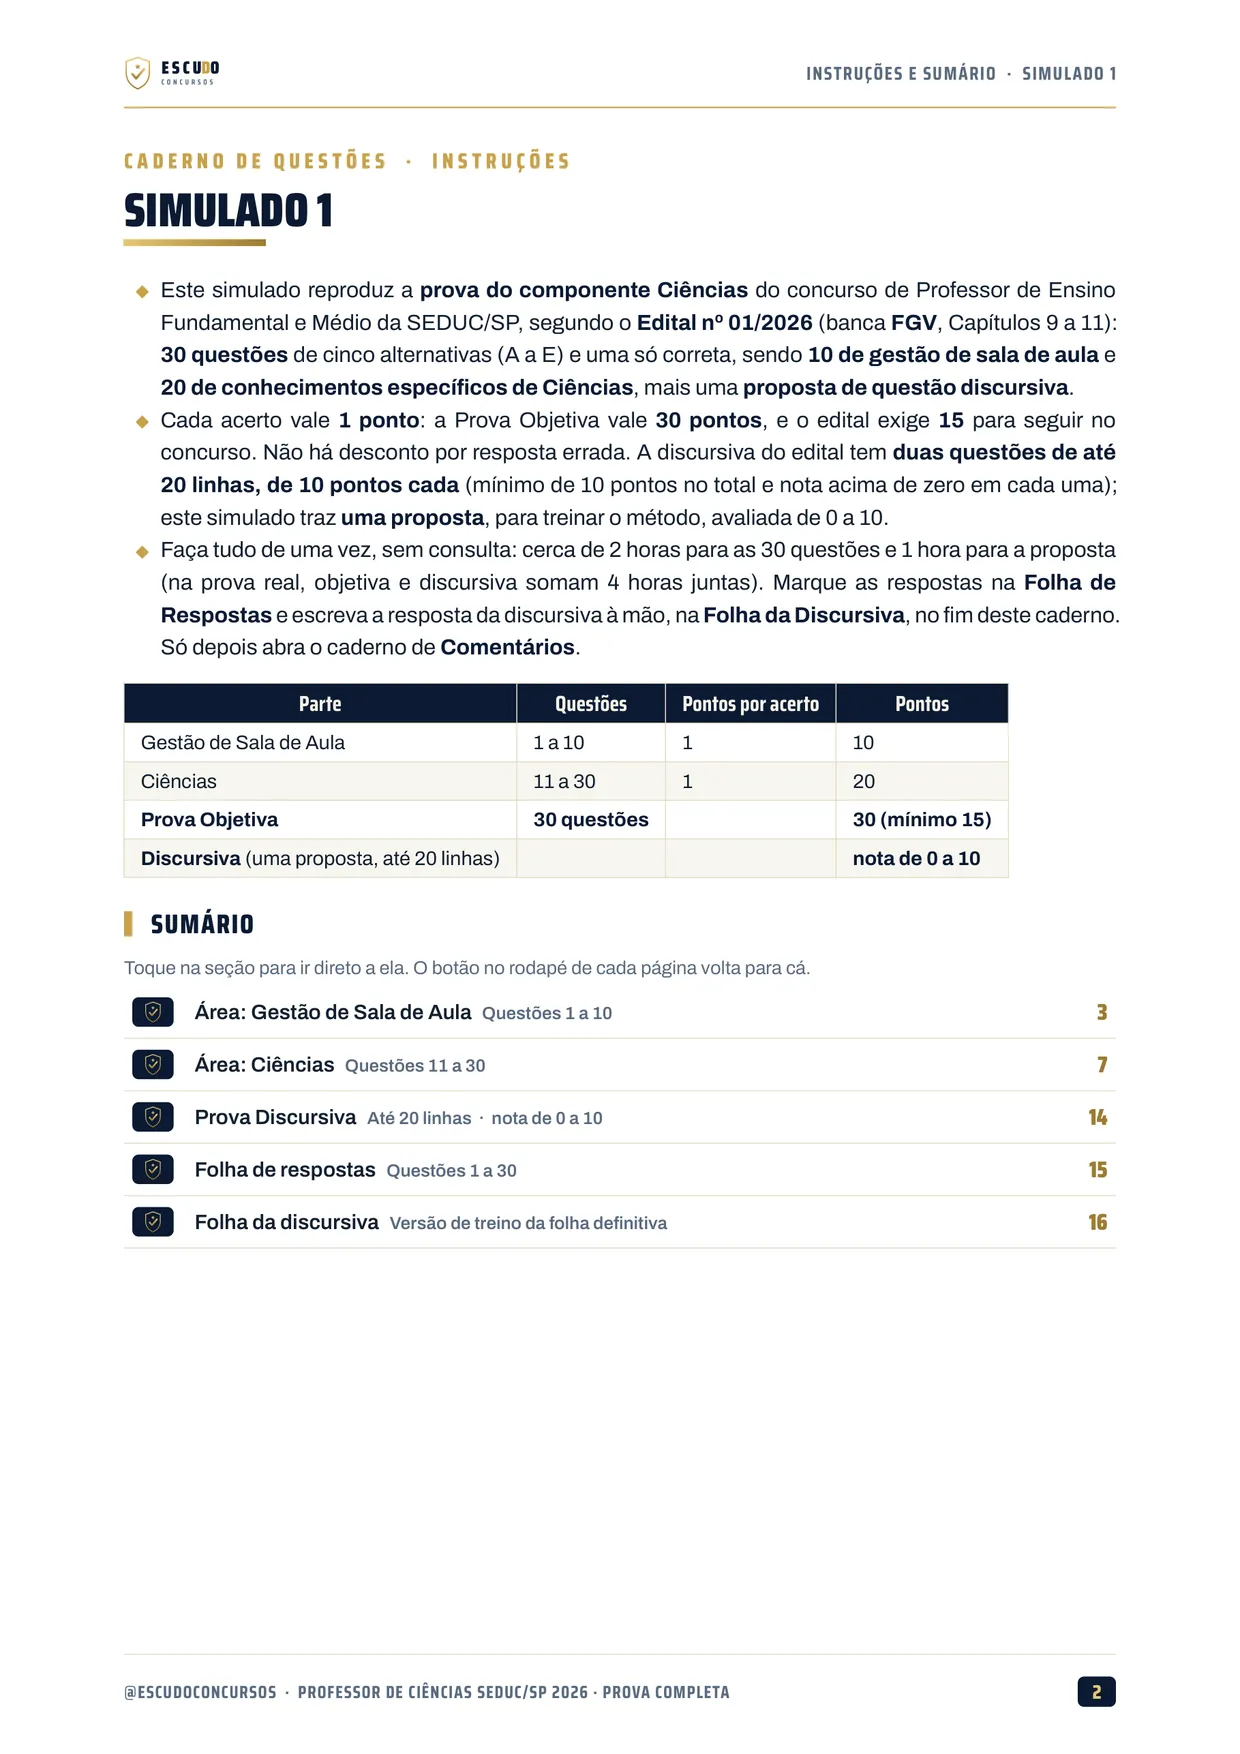 ESCUDO
CONCURSOS
INSTRUÇÕES E SUMÁRIO · SIMULADO 1
CADERNO DE QUESTÕES · INSTRUÇÕES
SIMULADO 1
Este simulado reproduz a prova do componente Ciências do concurso de Professor de Ensino
Fundamental e Médio da SEDUC/SP, segundo o Edital nº 01/2026 (banca FGV, Capítulos 9 a 11):
30 questões de cinco alternativas (A a E) e uma só correta, sendo 10 de gestão de sala de aula e
20 de conhecimentos específicos de Ciências, mais uma proposta de questão discursiva.
Cada acerto vale 1 ponto: a Prova Objetiva vale 30 pontos, e o edital exige 15 para seguir no
concurso. Não há desconto por resposta errada. A discursiva do edital tem duas questões de até
20 linhas, de 10 pontos cada (mínimo de 10 pontos no total e nota acima de zero em cada uma);
este simulado traz uma proposta, para treinar o método, avaliada de 0 a 10.
Faça tudo de uma vez, sem consulta: cerca de 2 horas para as 30 questões e 1 hora para a proposta
(na prova real, objetiva e discursiva somam 4 horas juntas). Marque as respostas na Folha de
Respostas e escreva a resposta da discursiva à mão, na Folha da Discursiva, no fim deste caderno.
Só depois abra o caderno de Comentários.
Parte Questões Pontos por acerto Pontos
Gestão de Sala de Aula 1 a 10 1 10
Ciências 11 a 30 1 20
Prova Objetiva 30 questões 30 (mínimo 15)
Discursiva (uma proposta, até 20 linhas) nota de 0 a 10
SUMÁRIO
Toque na seção para ir direto a ela. O botão no rodapé de cada página volta para cá.
Área: Gestão de Sala de Aula Questões 1 a 10 3
Área: Ciências Questões 11 a 30 7
Prova Discursiva Até 20 linhas · nota de 0 a 10 14
Folha de respostas Questões 1 a 30 15
Folha da discursiva Versão de treino da folha definitiva 16
@ESCUDOCONCURSOS · PROFESSOR DE CIÊNCIAS SEDUC/SP 2026 · PROVA COMPLETA 2